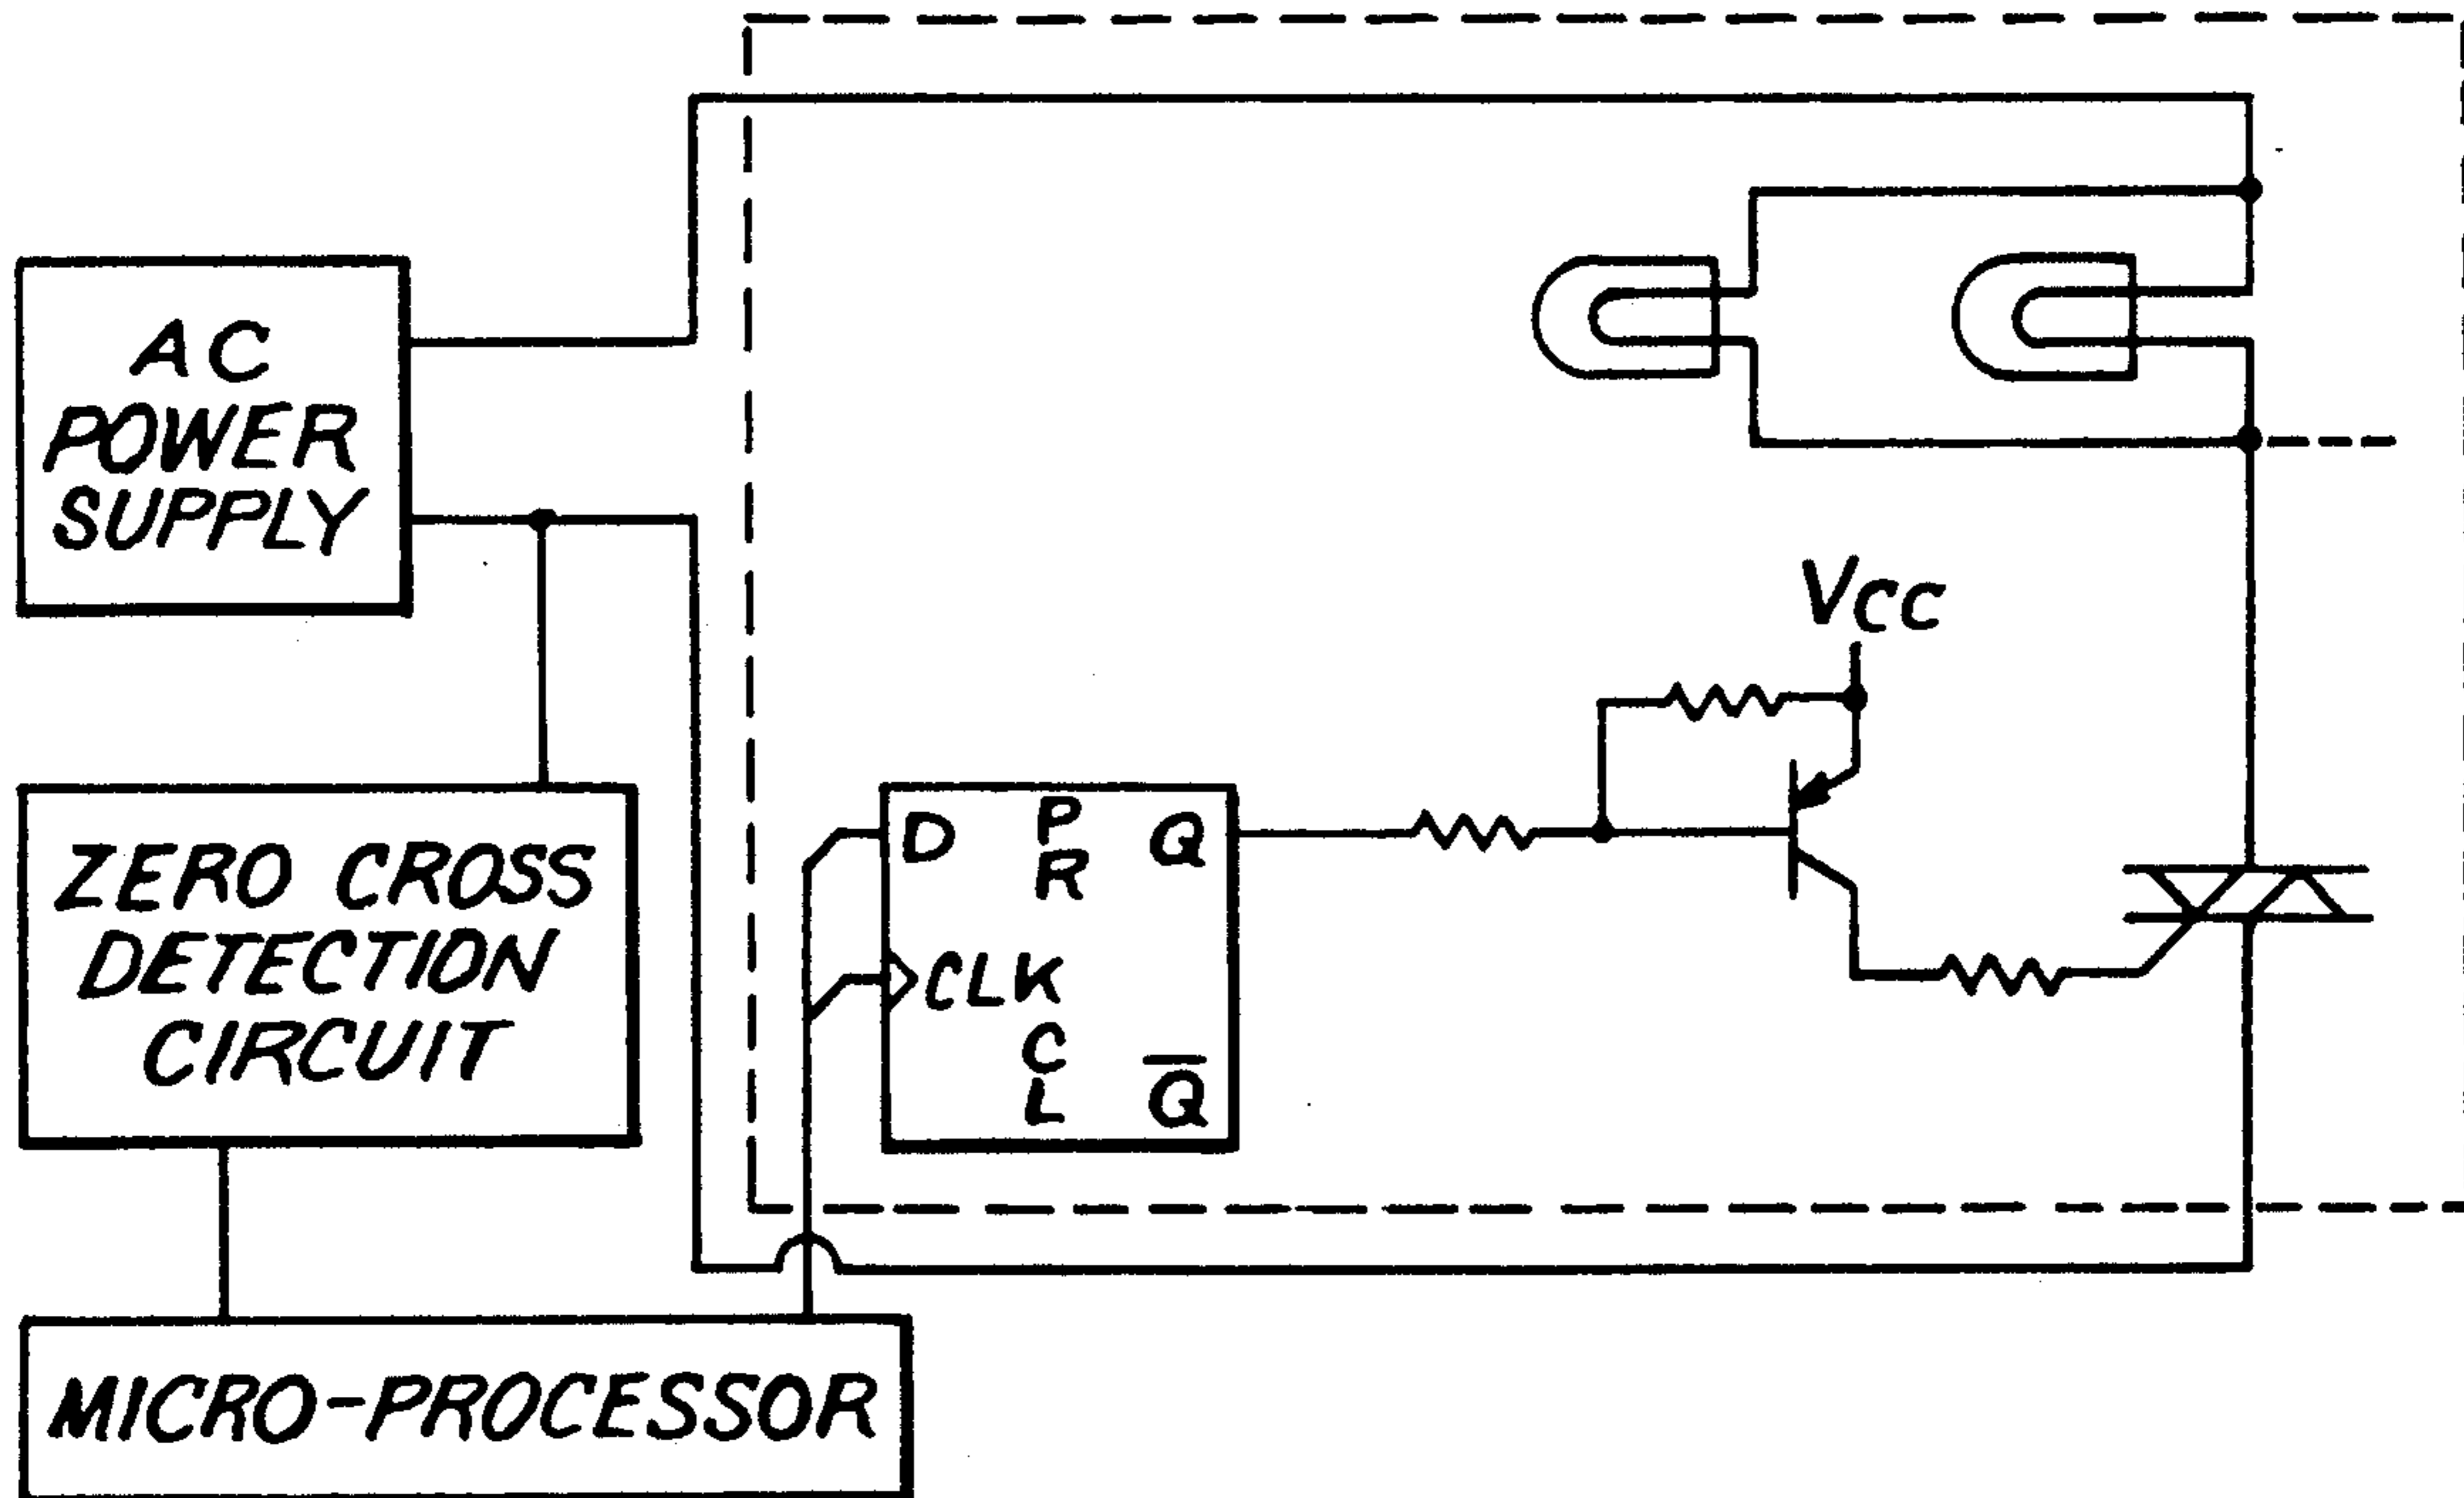 AC
POWER
SUPPLY
VCC
ZERO CROSS
DETECTION
CIRCUIT
D
P
R
Q
CLK
C
L
Q̅
MICRO-PROCESSOR